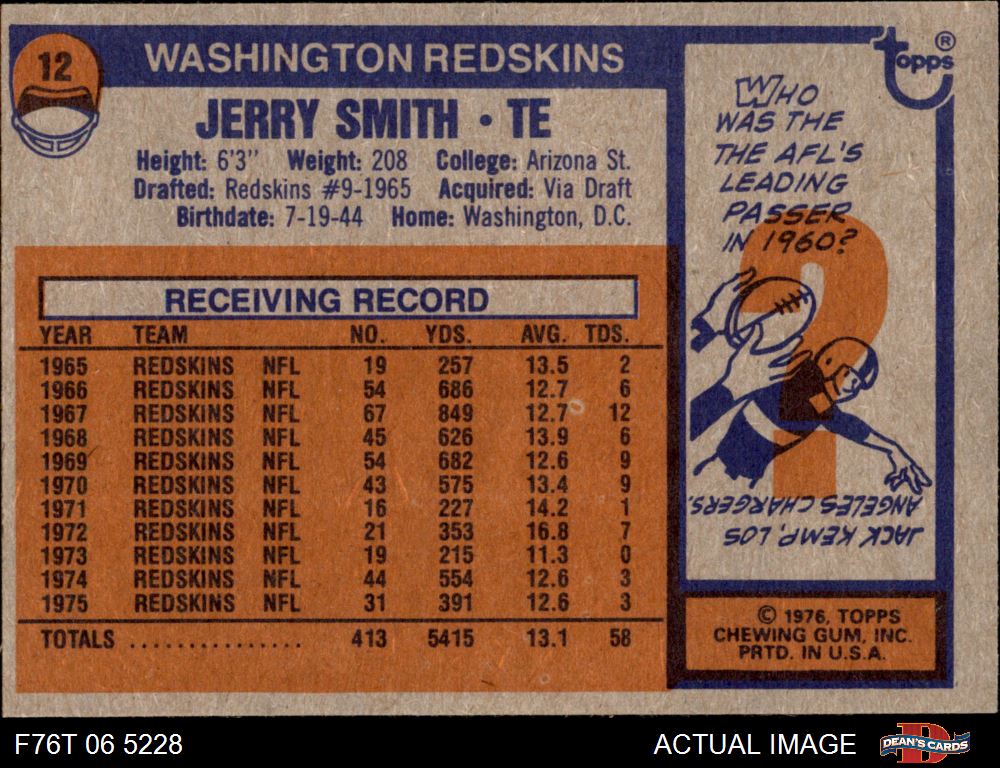 12
WASHINGTON REDSKINS
JERRY SMITH • TE
Height: 6'3" Weight: 208 College: Arizona St.
Drafted: Redskins #9-1965 Acquired: Via Draft
Birthdate: 7-19-44 Home: Washington, D.C.
RECEIVING RECORD
YEAR TEAM NO. YDS. AVG. TDS.
1965 REDSKINS NFL 19 257 13.5 2
1966 REDSKINS NFL 54 686 12.7 6
1967 REDSKINS NFL 67 849 12.7 12
1968 REDSKINS NFL 45 626 13.9 6
1969 REDSKINS NFL 54 682 12.6 9
1970 REDSKINS NFL 43 575 13.4 9
1971 REDSKINS NFL 16 227 14.2 1
1972 REDSKINS NFL 21 353 16.8 7
1973 REDSKINS NFL 19 215 11.3 0
1974 REDSKINS NFL 44 554 12.6 3
1975 REDSKINS NFL 31 391 12.6 3
TOTALS ................ 413 5415 13.1 58
topps ®
WHO
WAS THE
THE AFL'S
LEADING
PASSER
IN 1960?
?
JACK KEMP, LOS
ANGELES CHARGERS.
© 1976, TOPPS
CHEWING GUM, INC.
PRTD. IN U.S.A.
F76T 06 5228
ACTUAL IMAGE
D
DEAN'S CARDS